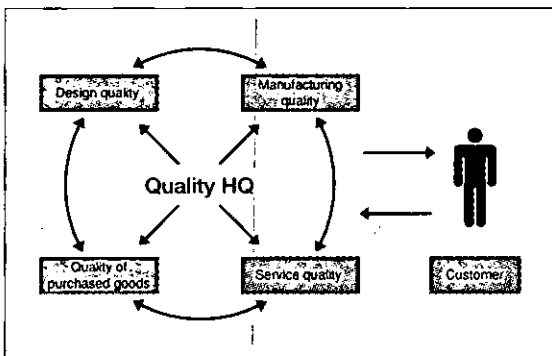 Design quality
Manufacturing
quality
Quality HQ
Quality of
purchased goods
Service quality
Customer